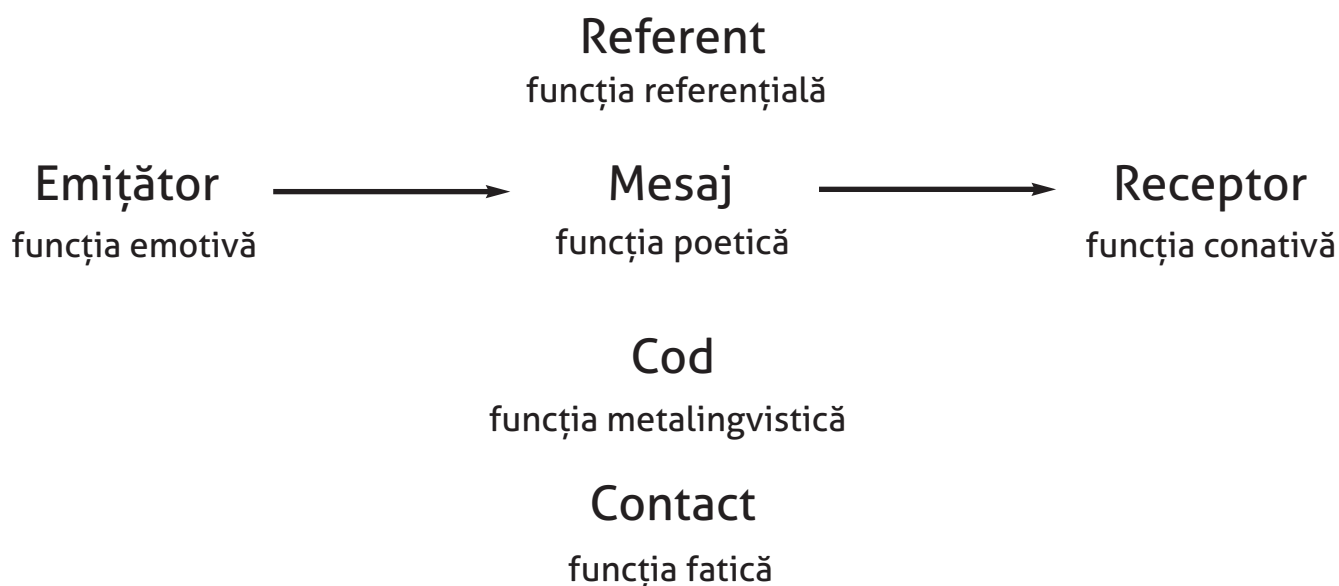 Referent
funcția referențială
Emițător
Mesaj
Receptor
funcția emotivă
funcția poetică
funcția conativă
Cod
funcția metalingvistică
Contact
funcția fatică